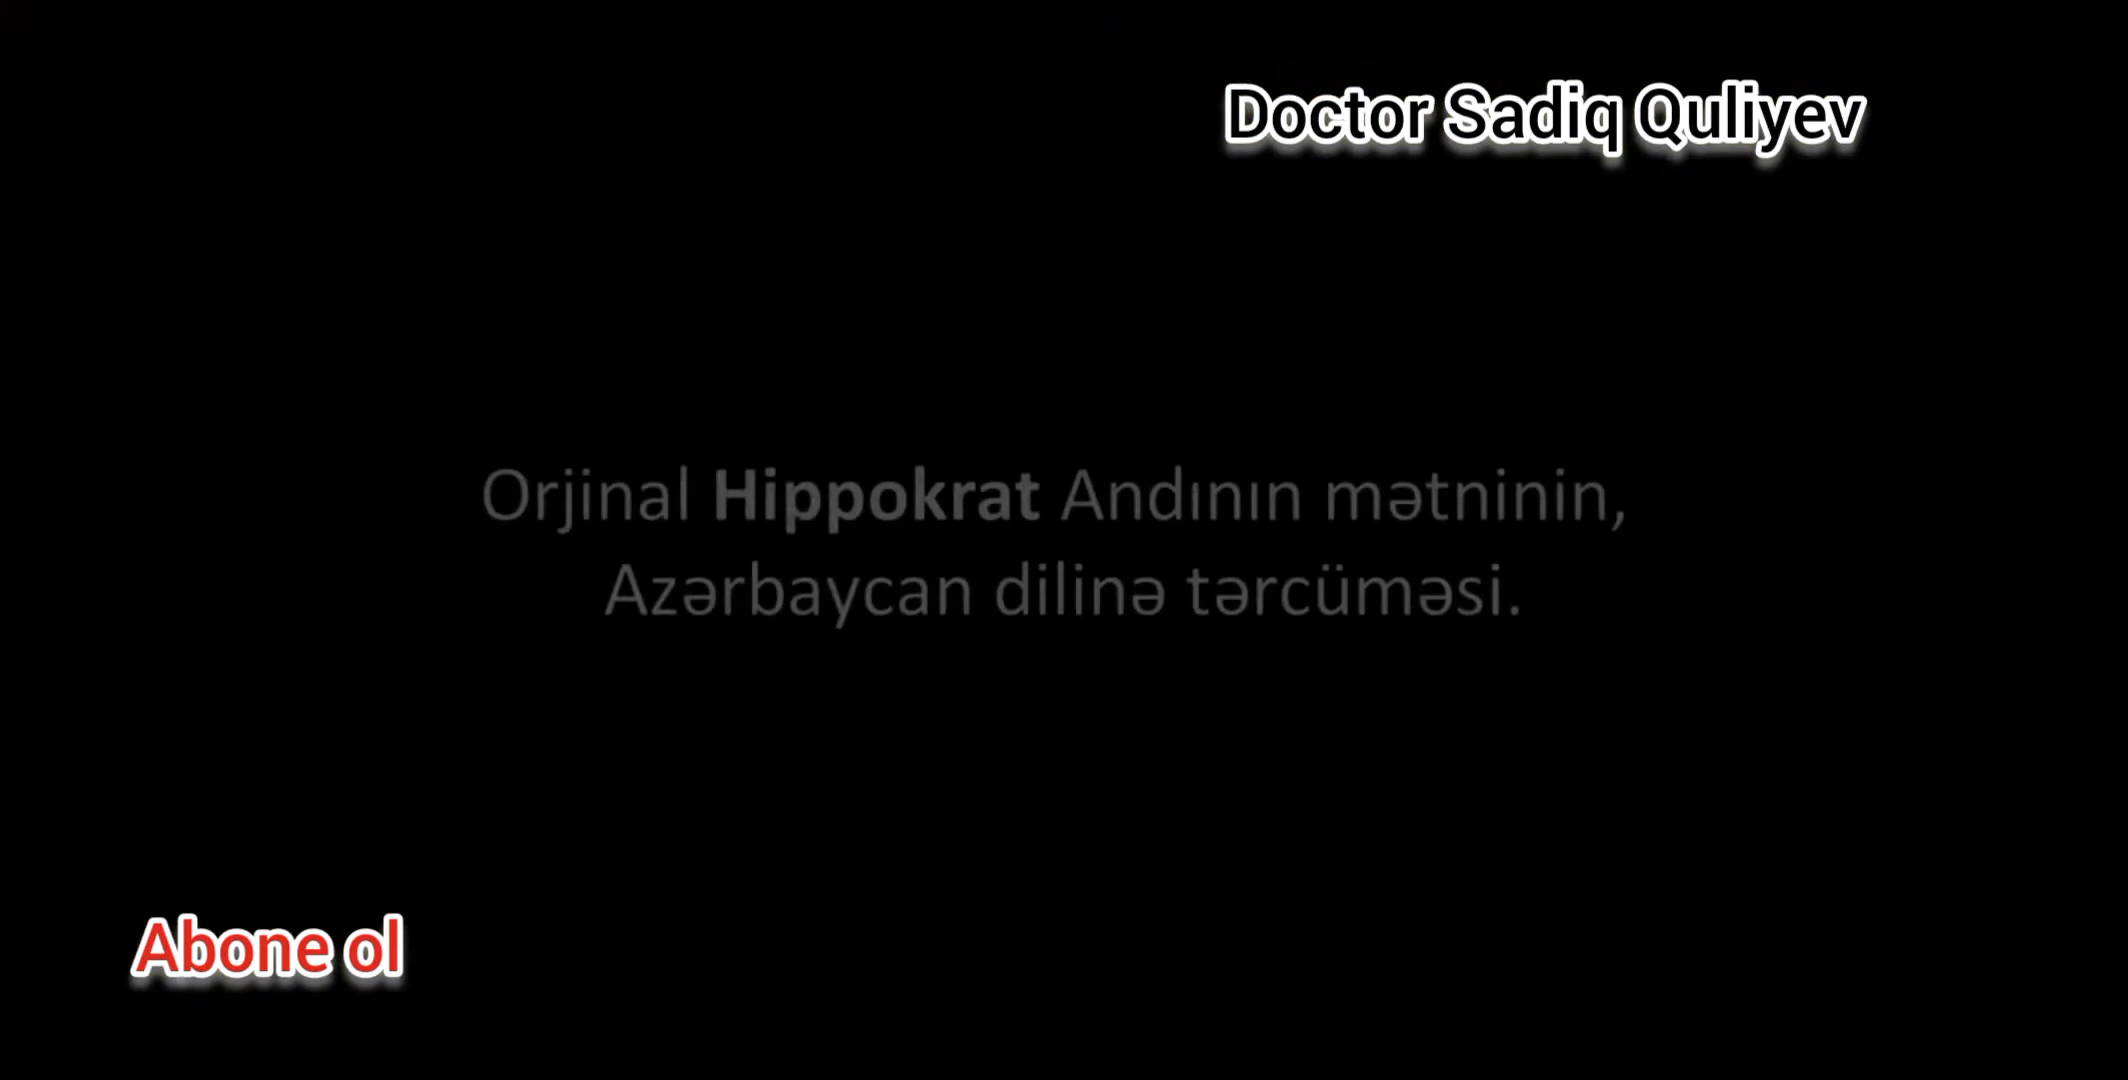 Doctor Sadiq Quliyev
Orjinal Hippokrat Andının mətninin,
Azərbaycan dilinə tərcüməsi.
Abone ol